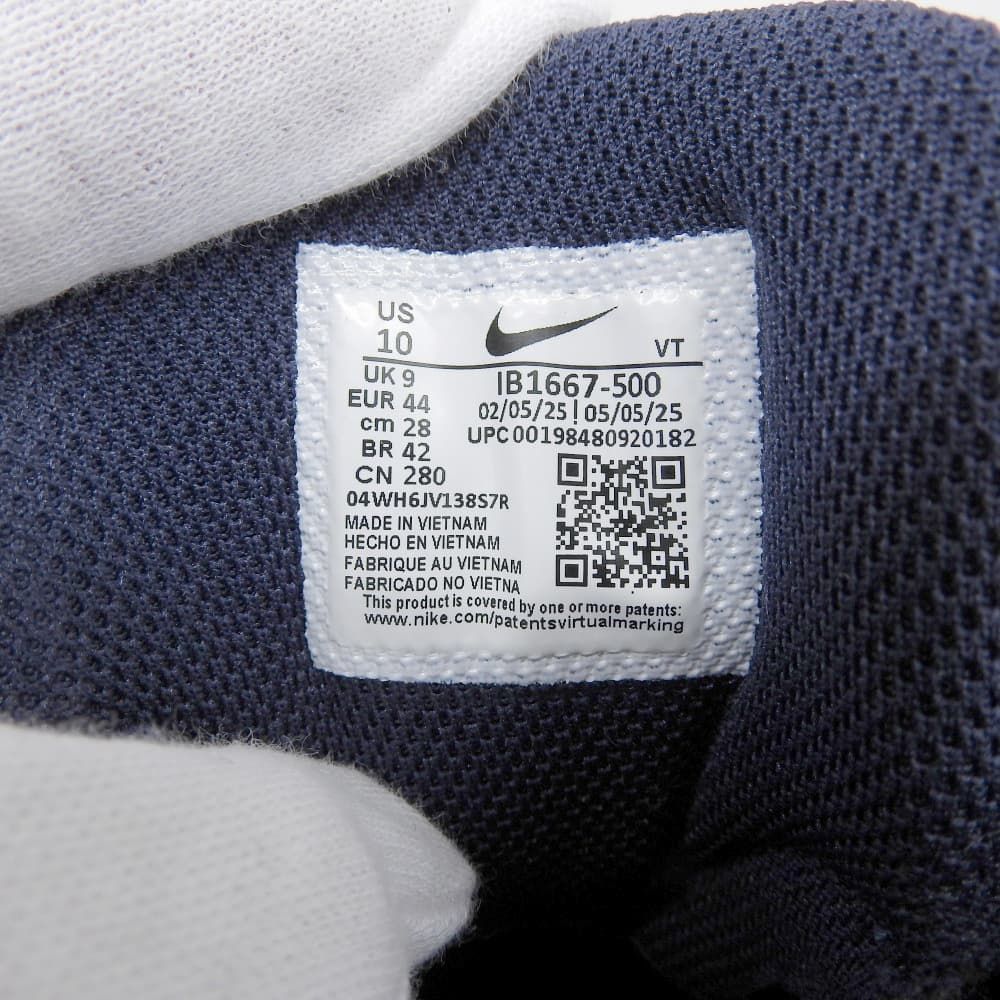 US
10
VT
UK 9
EUR 44
cm 28
BR 42
CN 280
IB1667-500
02/05/25 | 05/05/25
UPC 00198480920182
04WH6JV138S7R
MADE IN VIETNAM
HECHO EN VIETNAM
FABRIQUE AU VIETNAM
FABRICADO NO VIETNA
This product is covered by one or more patents:
www.nike.com/patentsvirtualmarking